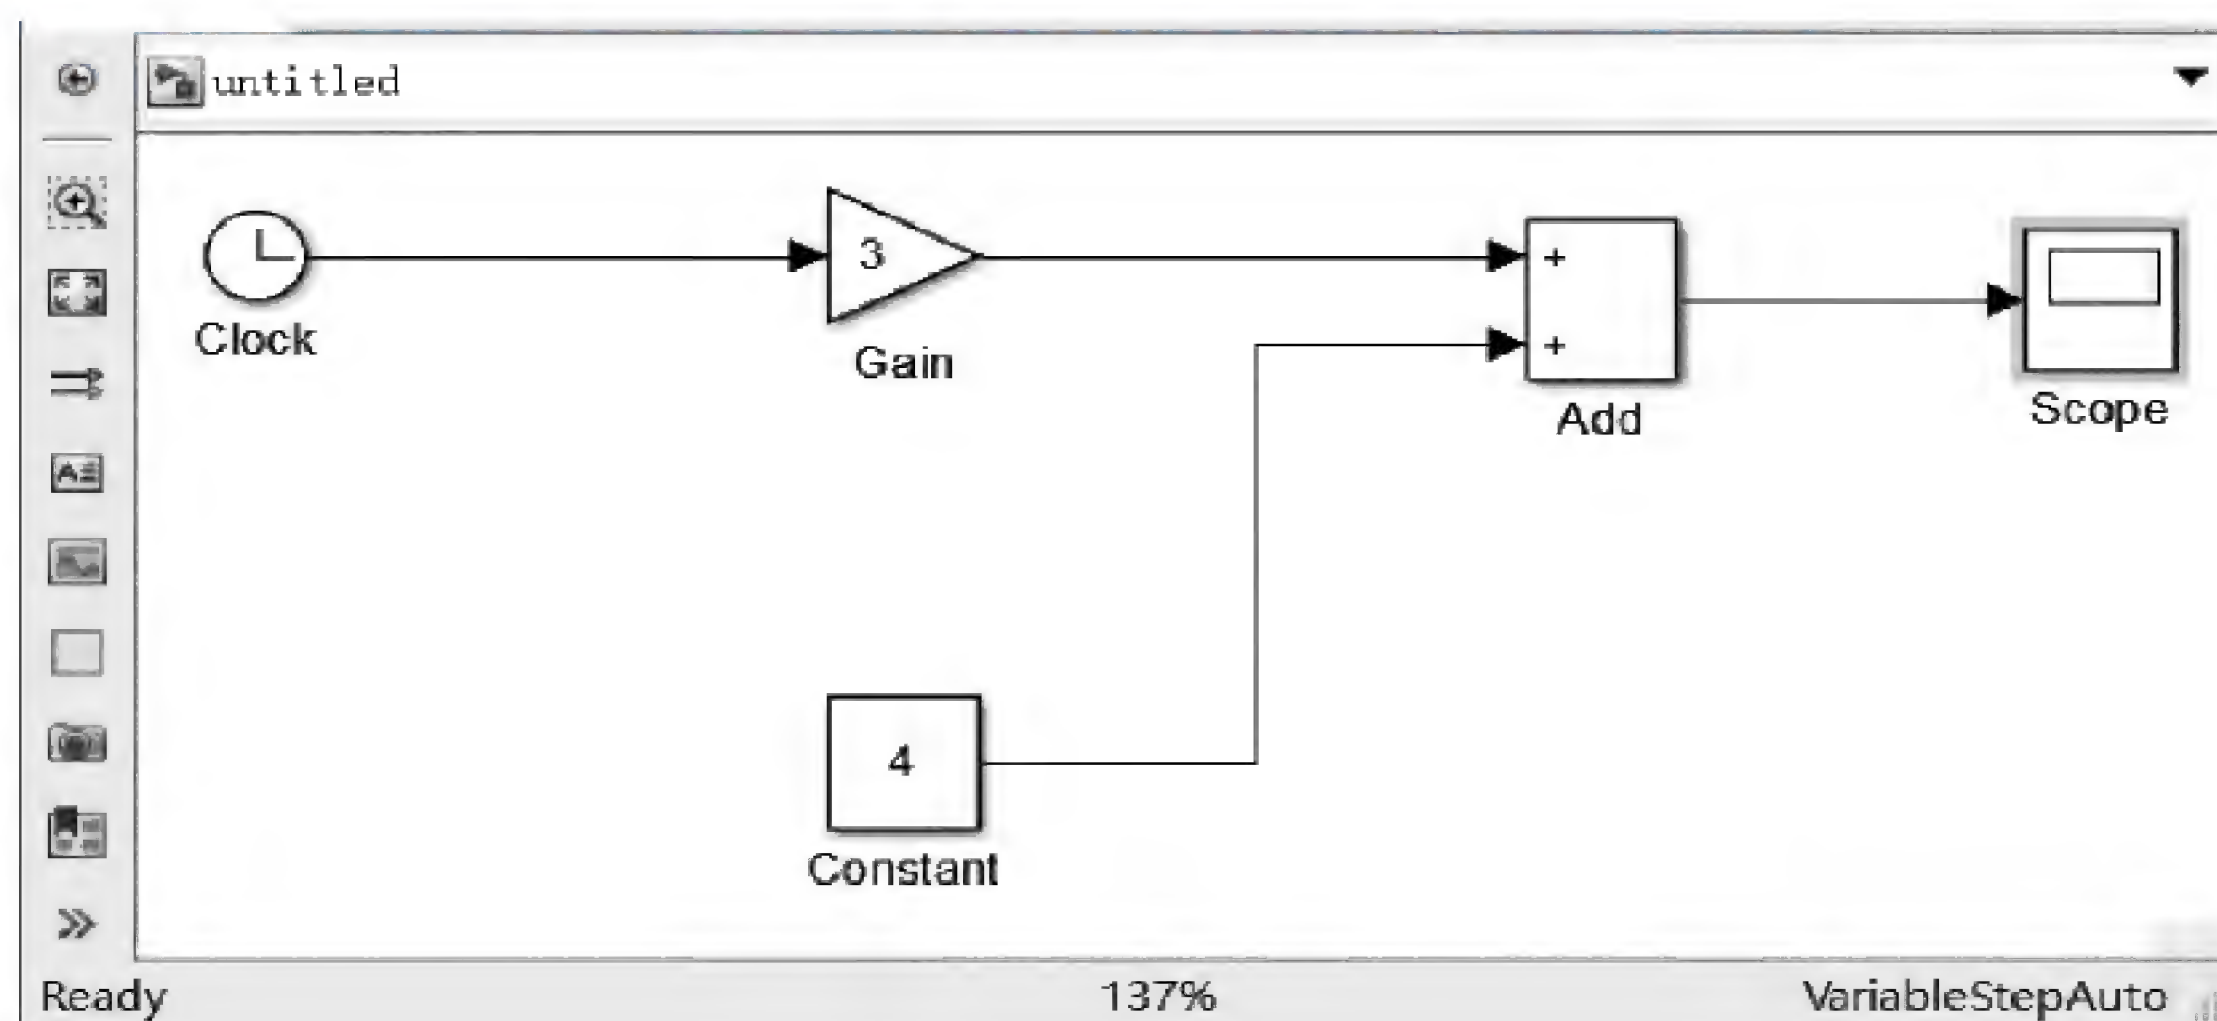 untitled
3
+
+
Clock
Gain
Add
Scope
4
Constant
Ready 137% VariableStepAuto